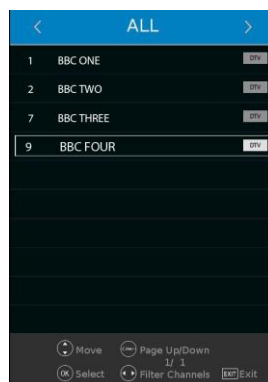 < ALL >
1 BBC ONE DTV
2 BBC TWO DTV
7 BBC THREE DTV
9 BBC FOUR DTV
Move Page Up/Down
1/ 1
OK Select Filter Channels EXIT Exit